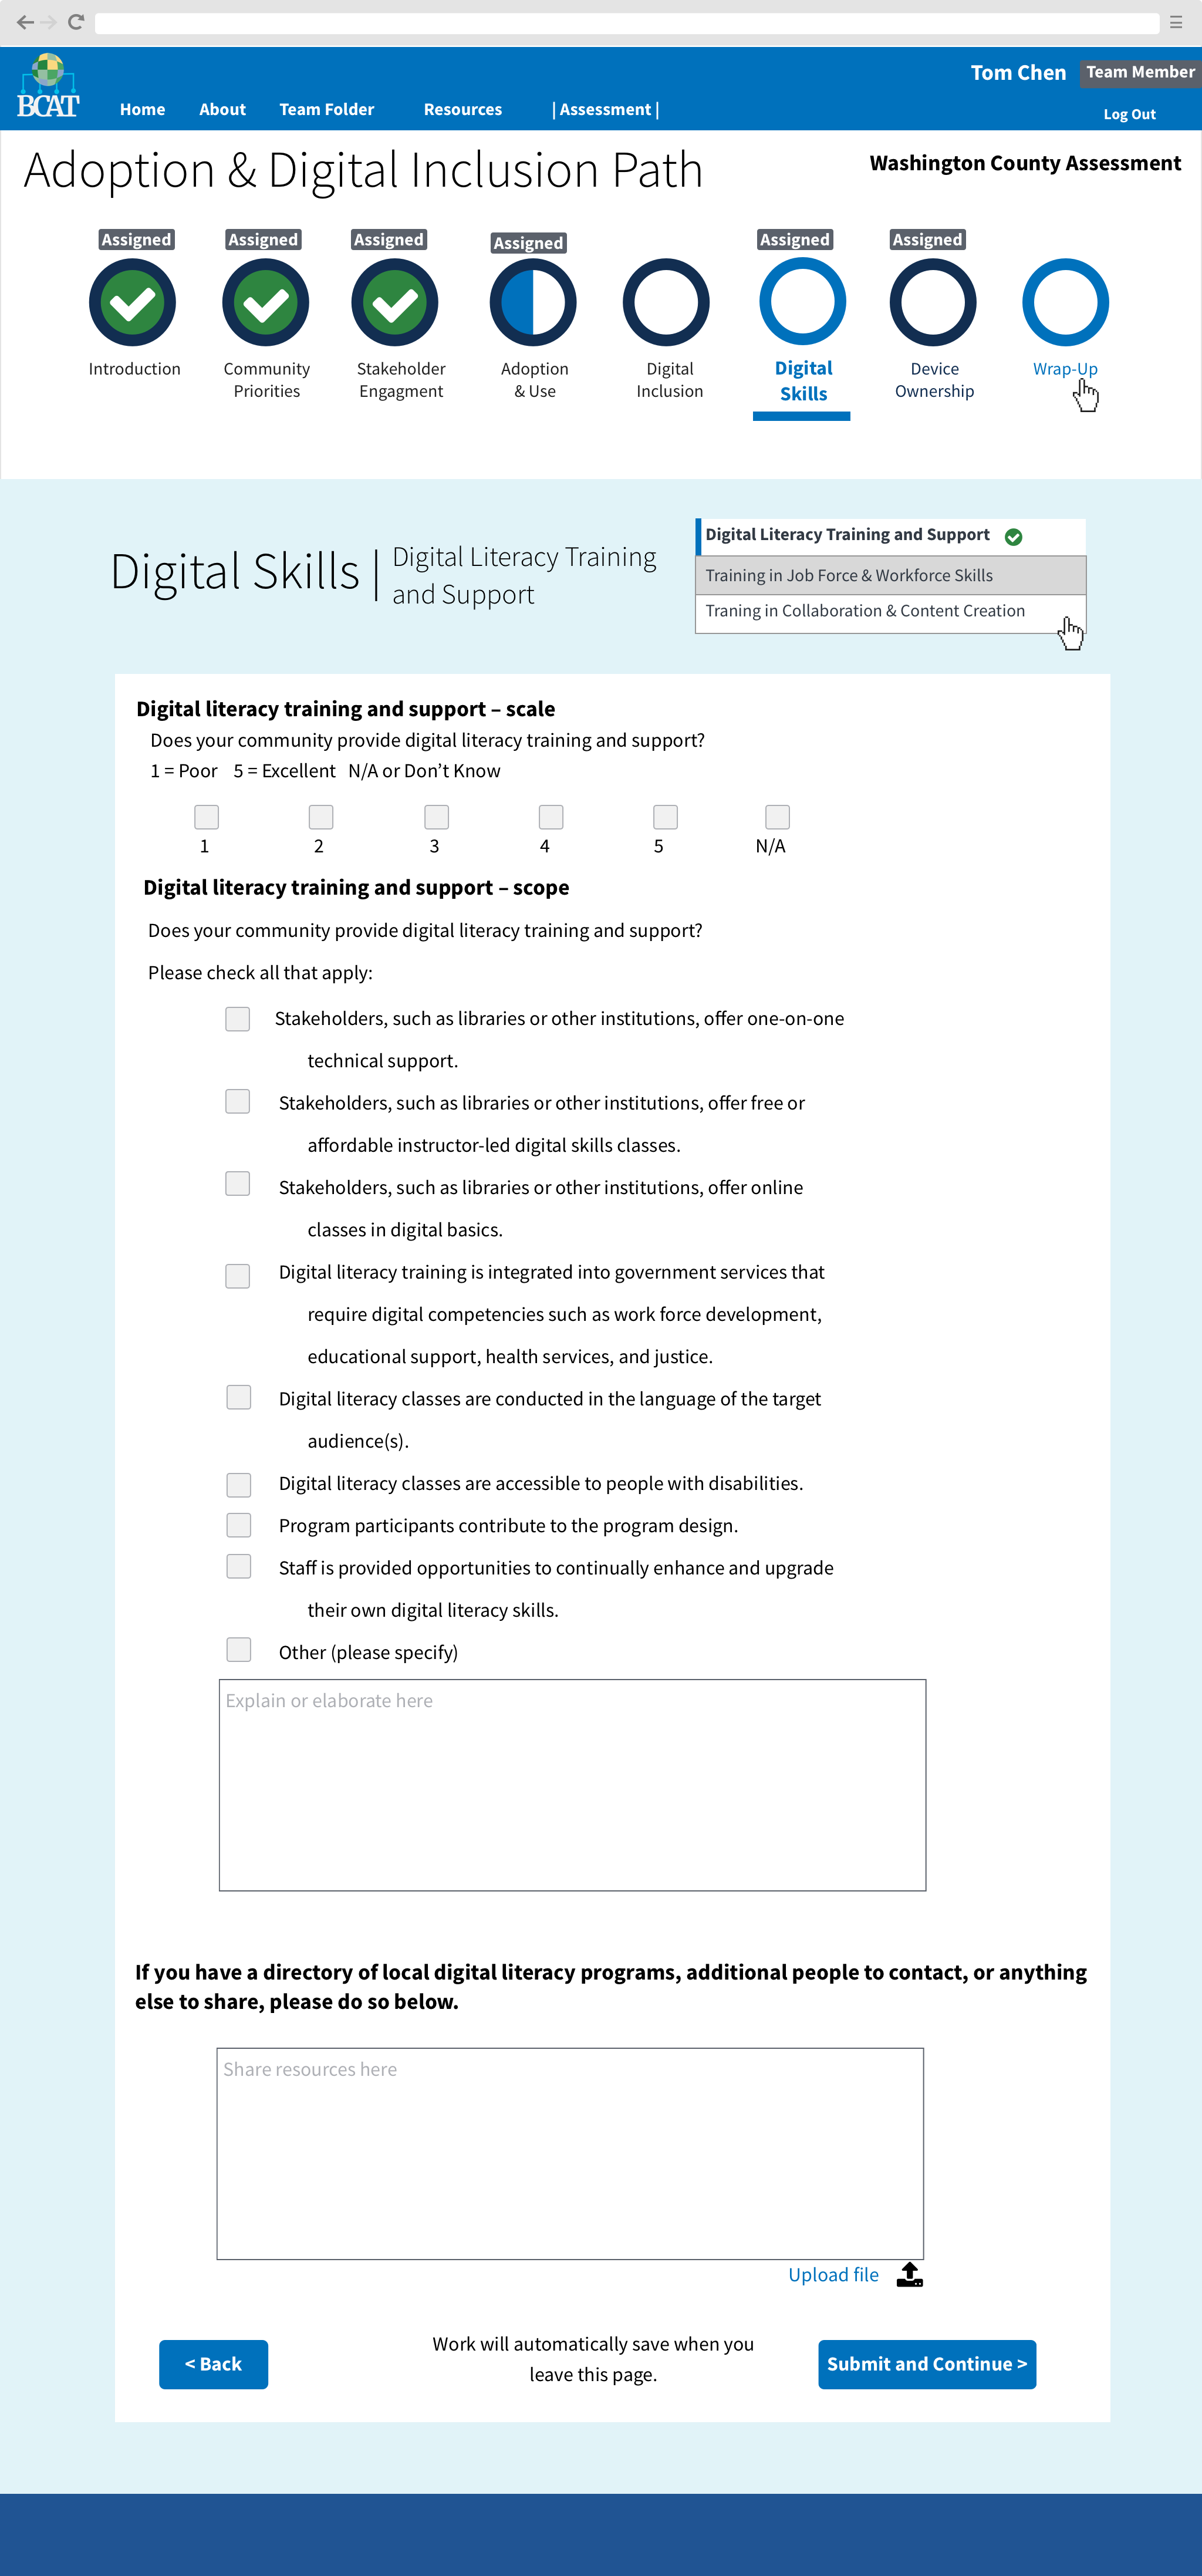 Tom Chen Team Member
BCAT
Home About Team Folder Resources | Assessment | Log Out
Adoption & Digital Inclusion Path
Washington County Assessment
Assigned Assigned Assigned Assigned Assigned Assigned
Introduction
Community
Priorities
Stakeholder
Engagment
Adoption
& Use
Digital
Inclusion
Digital
Skills
Device
Ownership
Wrap-Up
Digital Skills |
Digital Literacy Training
and Support
Digital Literacy Training and Support
Training in Job Force & Workforce Skills
Traning in Collaboration & Content Creation
Digital literacy training and support – scale
Does your community provide digital literacy training and support?
1 = Poor 5 = Excellent N/A or Don’t Know
1 2 3 4 5 N/A
Digital literacy training and support – scope
Does your community provide digital literacy training and support?
Please check all that apply:
Stakeholders, such as libraries or other institutions, offer one-on-one
technical support.
Stakeholders, such as libraries or other institutions, offer free or
affordable instructor-led digital skills classes.
Stakeholders, such as libraries or other institutions, offer online
classes in digital basics.
Digital literacy training is integrated into government services that
require digital competencies such as work force development,
educational support, health services, and justice.
Digital literacy classes are conducted in the language of the target
audience(s).
Digital literacy classes are accessible to people with disabilities.
Program participants contribute to the program design.
Staff is provided opportunities to continually enhance and upgrade
their own digital literacy skills.
Other (please specify)
Explain or elaborate here
If you have a directory of local digital literacy programs, additional people to contact, or anything
else to share, please do so below.
Share resources here
Upload file
< Back
Work will automatically save when you
leave this page.
Submit and Continue >